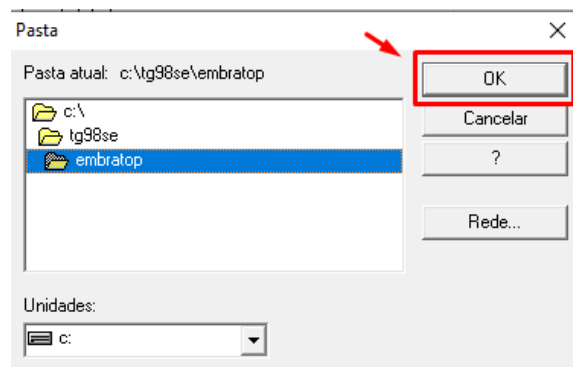 Pasta
Pasta atual: c:\tg98se\embratop
OK
c:\
Cancelar
tg98se
embratop
?
Rede...
Unidades:
c: